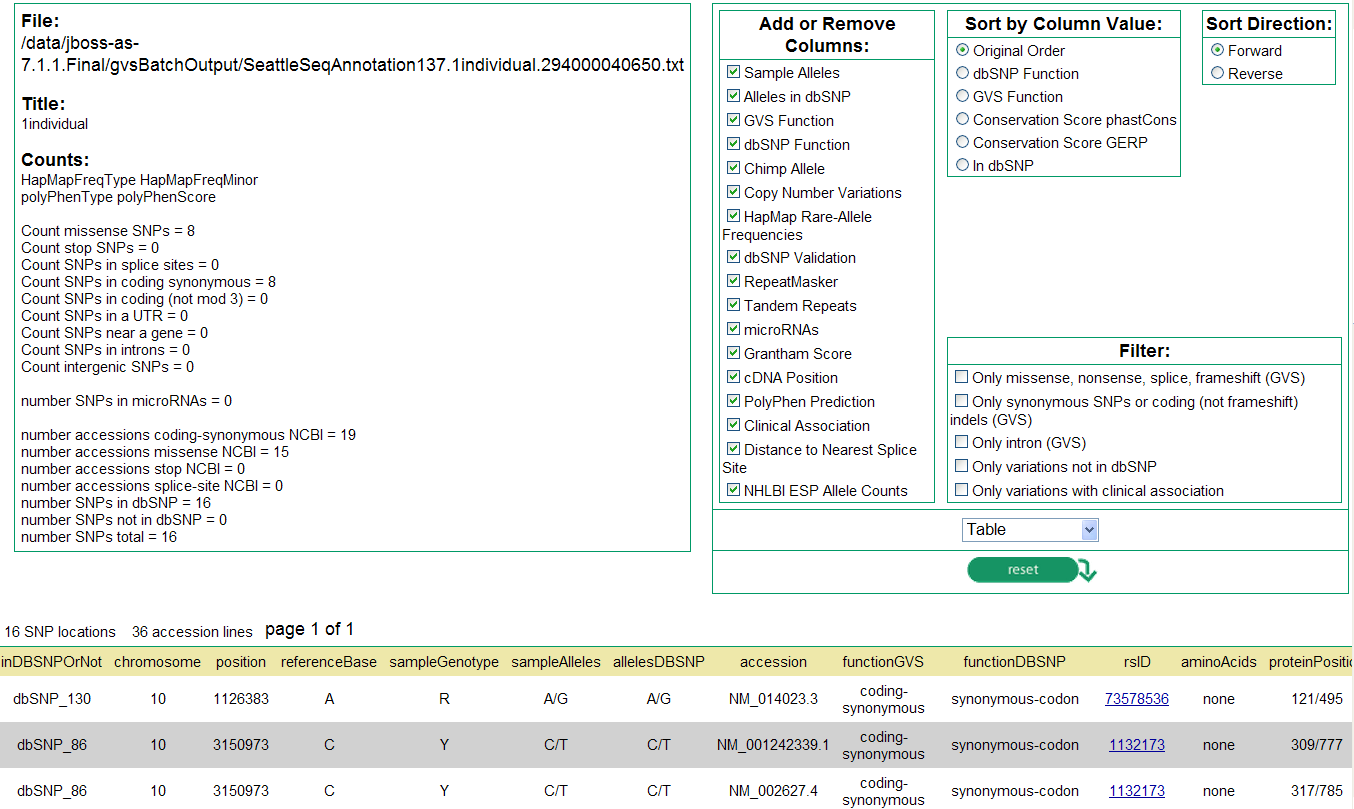 File:
/data/jboss-as-
7.1.1.Final/gvsBatchOutput/SeattleSeqAnnotation137.1individual.294000040650.txt
Title:
1individual
Counts:
HapMapFreqType HapMapFreqMinor
polyPhenType polyPhenScore
Count missense SNPs = 8
Count stop SNPs = 0
Count SNPs in splice sites = 0
Count SNPs in coding synonymous = 8
Count SNPs in coding (not mod 3) = 0
Count SNPs in a UTR = 0
Count SNPs near a gene = 0
Count SNPs in introns = 0
Count intergenic SNPs = 0
number SNPs in microRNAs = 0
number accessions coding-synonymous NCBI = 19
number accessions missense NCBI = 15
number accessions stop NCBI = 0
number accessions splice-site NCBI = 0
number SNPs in dbSNP = 16
number SNPs not in dbSNP = 0
number SNPs total = 16
Add or Remove
Columns:
Sample Alleles
Alleles in dbSNP
GVS Function
dbSNP Function
Chimp Allele
Copy Number Variations
HapMap Rare-Allele
Frequencies
dbSNP Validation
RepeatMasker
Tandem Repeats
microRNAs
Grantham Score
cDNA Position
PolyPhen Prediction
Clinical Association
Distance to Nearest Splice
Site
NHLBI ESP Allele Counts
Sort by Column Value:
Original Order
dbSNP Function
GVS Function
Conservation Score phastCons
Conservation Score GERP
In dbSNP
Sort Direction:
Forward
Reverse
Filter:
Only missense, nonsense, splice, frameshift (GVS)
Only synonymous SNPs or coding (not frameshift)
indels (GVS)
Only intron (GVS)
Only variations not in dbSNP
Only variations with clinical association
Table
reset
16 SNP locations 36 accession lines page 1 of 1
inDBSNPOrNot chromosome position referenceBase sampleGenotype sampleAlleles allelesDBSNP accession functionGVS functionDBSNP rsID aminoAcids proteinPositic
dbSNP_130 10 1126383 A R A/G A/G NM_014023.3 coding-synonymous synonymous-codon 73578536 none 121/495
dbSNP_86 10 3150973 C Y C/T C/T NM_001242339.1 coding-synonymous synonymous-codon 1132173 none 309/777
dbSNP_86 10 3150973 C Y C/T C/T NM_002627.4 coding-synonymous synonymous-codon 1132173 none 317/785